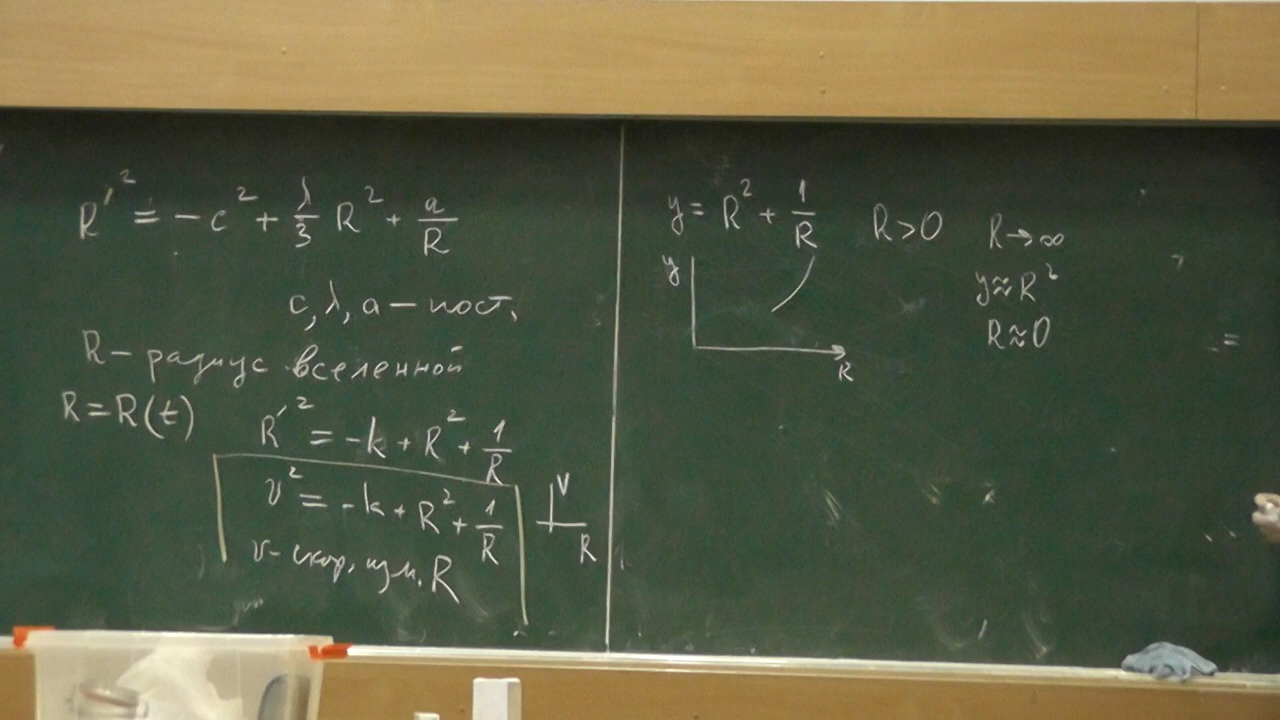 R′² = −c² + λ/3 R² + a/R
c, λ, a — пост.
R — радиус вселенной
R = R(t)
R′² = −k + R² + 1/R
v² = −k + R² + 1/R
v - скор. изм. R
V
R
y = R² + 1/R
R > 0
R → ∞
y ≈ R²
R ≈ 0
y
R